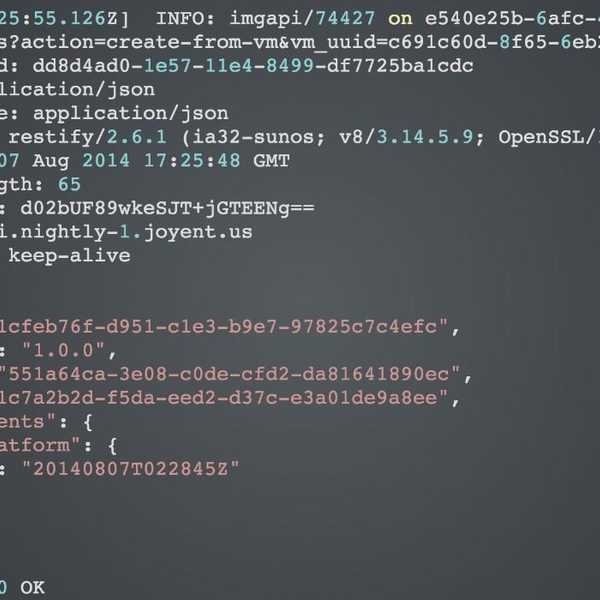 25:55.126Z]  INFO: imgapi/74427 on e540e25b-6afc-
s?action=create-from-vm&vm_uuid=c691c60d-8f65-6eb2
d: dd8d4ad0-1e57-11e4-8499-df7725ba1cdc
lication/json
e: application/json
restify/2.6.1 (ia32-sunos; v8/3.14.5.9; OpenSSL/
07 Aug 2014 17:25:48 GMT
gth: 65
: d02bUF89wkeSJT+jGTEENg==
i.nightly-1.joyent.us
keep-alive
1cfeb76f-d951-c1e3-b9e7-97825c7c4efc",
: "1.0.0",
"551a64ca-3e08-c0de-cfd2-da81641890ec",
1c7a2b2d-f5da-eed2-d37c-e3a01de9a8ee",
ents": {
atform": {
: "20140807T022845Z"
0 OK